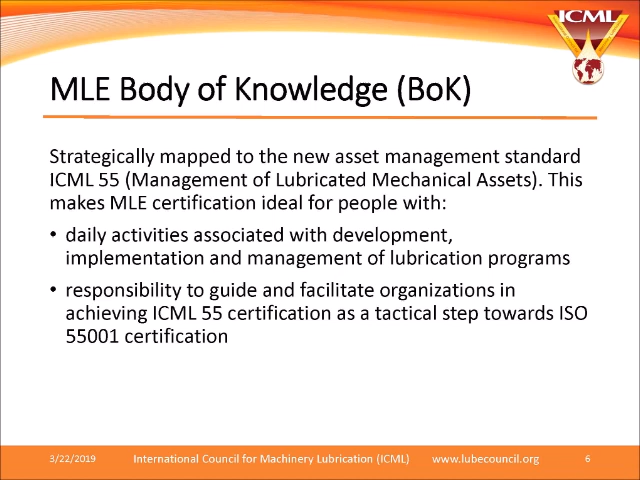 ICML
MLE Body of Knowledge (BoK)
Strategically mapped to the new asset management standard
ICML 55 (Management of Lubricated Mechanical Assets). This
makes MLE certification ideal for people with:
• daily activities associated with development,
implementation and management of lubrication programs
• responsibility to guide and facilitate organizations in
achieving ICML 55 certification as a tactical step towards ISO
55001 certification
3/22/2019 International Council for Machinery Lubrication (ICML) www.lubecouncil.org 6